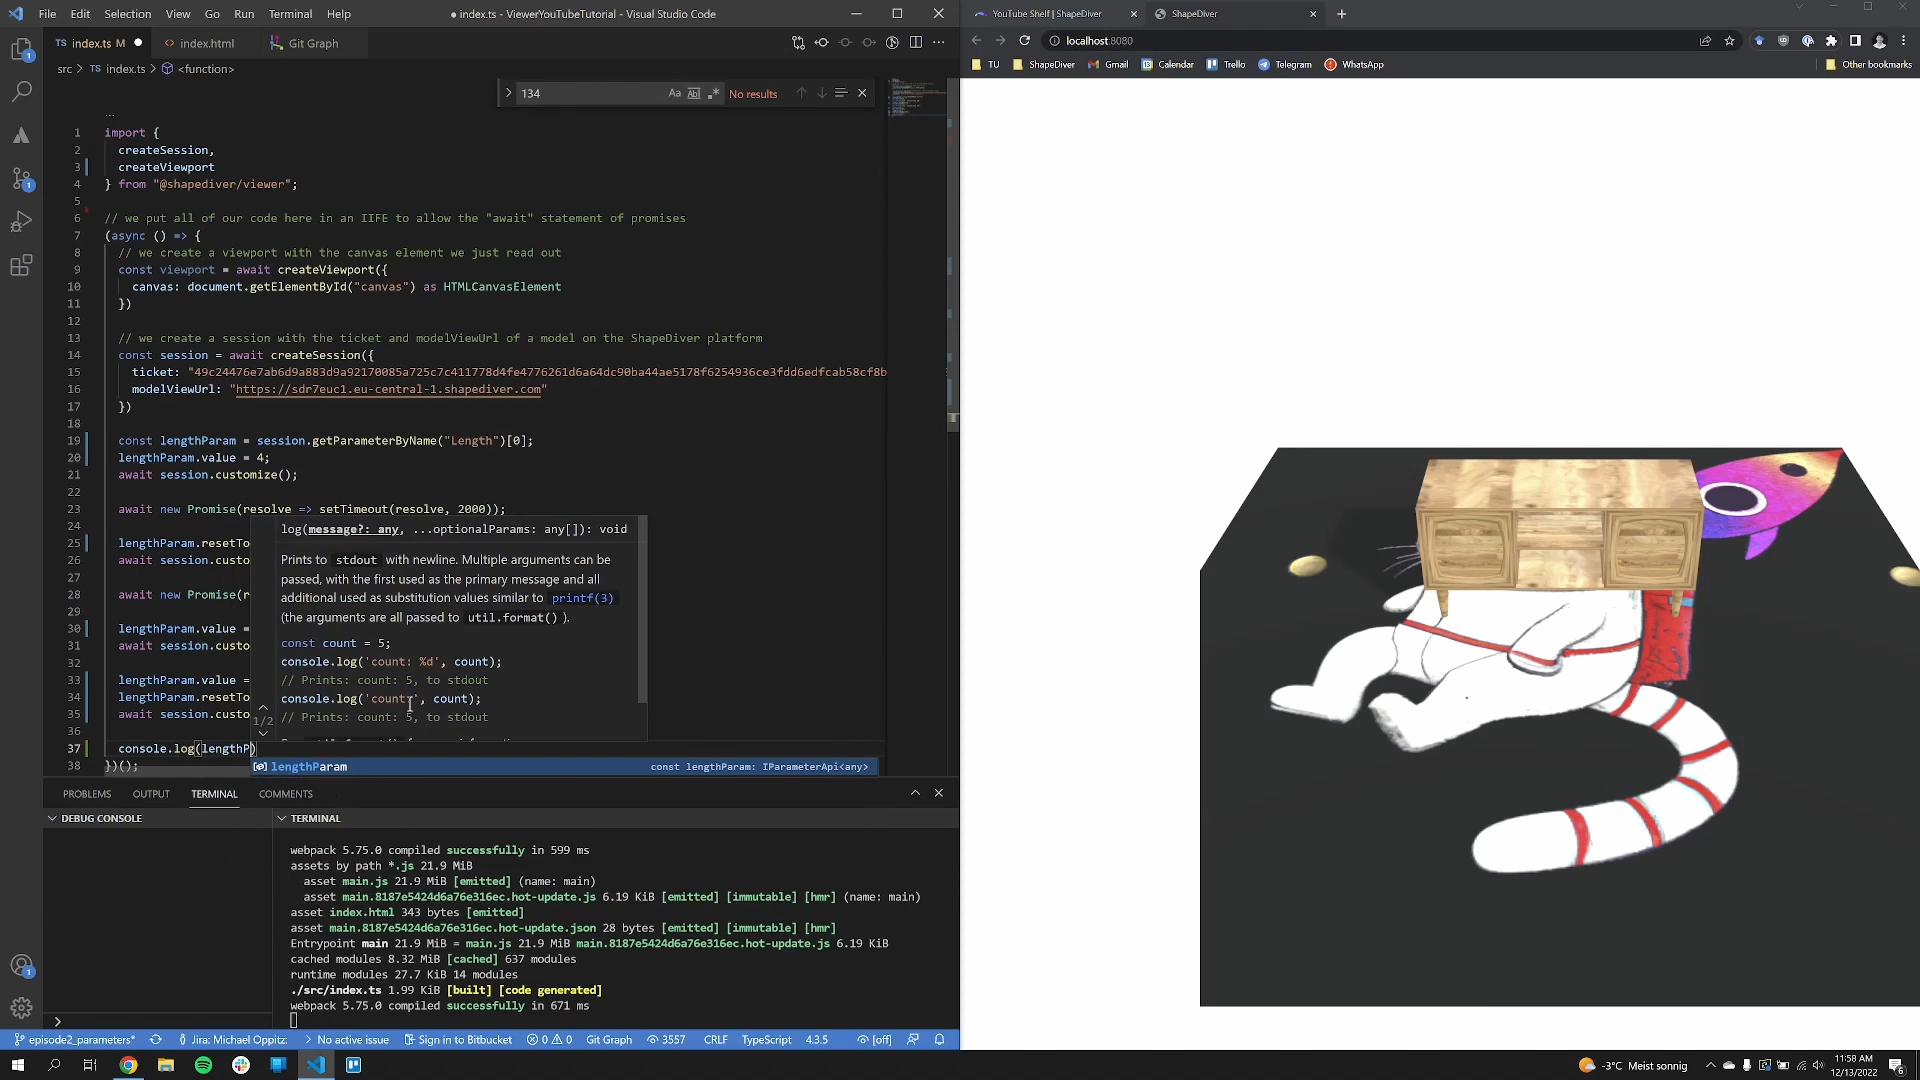 File Edit Selection View Go Run Terminal Help
● index.ts - ViewerYouTubeTutorial - Visual Studio Code
TS index.ts M ●
<> index.html
Git Graph
src > TS index.ts > <function>
134
Aa Ab .* No results
import {
1
2 createSession,
3 createViewport
4 } from "@shapediver/viewer";
5
6 // we put all of our code here in an IIFE to allow the "await" statement of promises
7 (async () => {
8 // we create a viewport with the canvas element we just read out
9 const viewport = await createViewport({
10 canvas: document.getElementById("canvas") as HTMLCanvasElement
11 })
12
13 // we create a session with the ticket and modelViewUrl of a model on the ShapeDiver platform
14 const session = await createSession({
15 ticket: "49c24476e7ab6d9a883d9a92170085a725c7c411778d4fe4776261d6a64dc90ba44ae5178f6254936ce3fdd6edfcab58cf8b
16 modelViewUrl: "https://sdr7euc1.eu-central-1.shapediver.com"
17 })
18
19 const lengthParam = session.getParameterByName("Length")[0];
20 lengthParam.value = 4;
21 await session.customize();
22
23 await new Promise(resolve => setTimeout(resolve, 2000));
24
25 lengthParam.resetTo
26 await session.custo
27
28 await new Promise(r
29
30 lengthParam.value =
31 await session.custo
32
33 lengthParam.value =
34 lengthParam.resetTo
35 await session.custo
36
37 console.log(lengthP)
38 })();
log(message?: any, ...optionalParams: any[]): void
Prints to stdout with newline. Multiple arguments can be
passed, with the first used as the primary message and all
additional used as substitution values similar to printf(3)
(the arguments are all passed to util.format() ).
const count = 5;
console.log('count: %d', count);
// Prints: count: 5, to stdout
console.log('count:', count);
// Prints: count: 5, to stdout
1/2
lengthParam const lengthParam: IParameterApi<any>
PROBLEMS OUTPUT TERMINAL COMMENTS
DEBUG CONSOLE
TERMINAL
webpack 5.75.0 compiled successfully in 599 ms
assets by path *.js 21.9 MiB
asset main.js 21.9 MiB [emitted] (name: main)
asset main.8187e5424d6a76e316ec.hot-update.js 6.19 KiB [emitted] [immutable] [hmr] (name: main)
asset index.html 343 bytes [emitted]
asset main.8187e5424d6a76e316ec.hot-update.json 28 bytes [emitted] [immutable] [hmr]
Entrypoint main 21.9 MiB = main.js 21.9 MiB main.8187e5424d6a76e316ec.hot-update.js 6.19 KiB
cached modules 8.32 MiB [cached] 637 modules
runtime modules 27.7 KiB 14 modules
./src/index.ts 1.99 KiB [built] [code generated]
webpack 5.75.0 compiled successfully in 671 ms
episode2_parameters* Jira: Michael Oppitz: No active issue Sign in to Bitbucket 0 0 Git Graph 3557 CRLF TypeScript 4.3.5 [off]
YouTube Shelf | ShapeDiver
ShapeDiver
localhost:8080
TU ShapeDiver Gmail Calendar Trello Telegram WhatsApp Other bookmarks
-3°C Meist sonnig
11:58 AM
12/13/2022
6